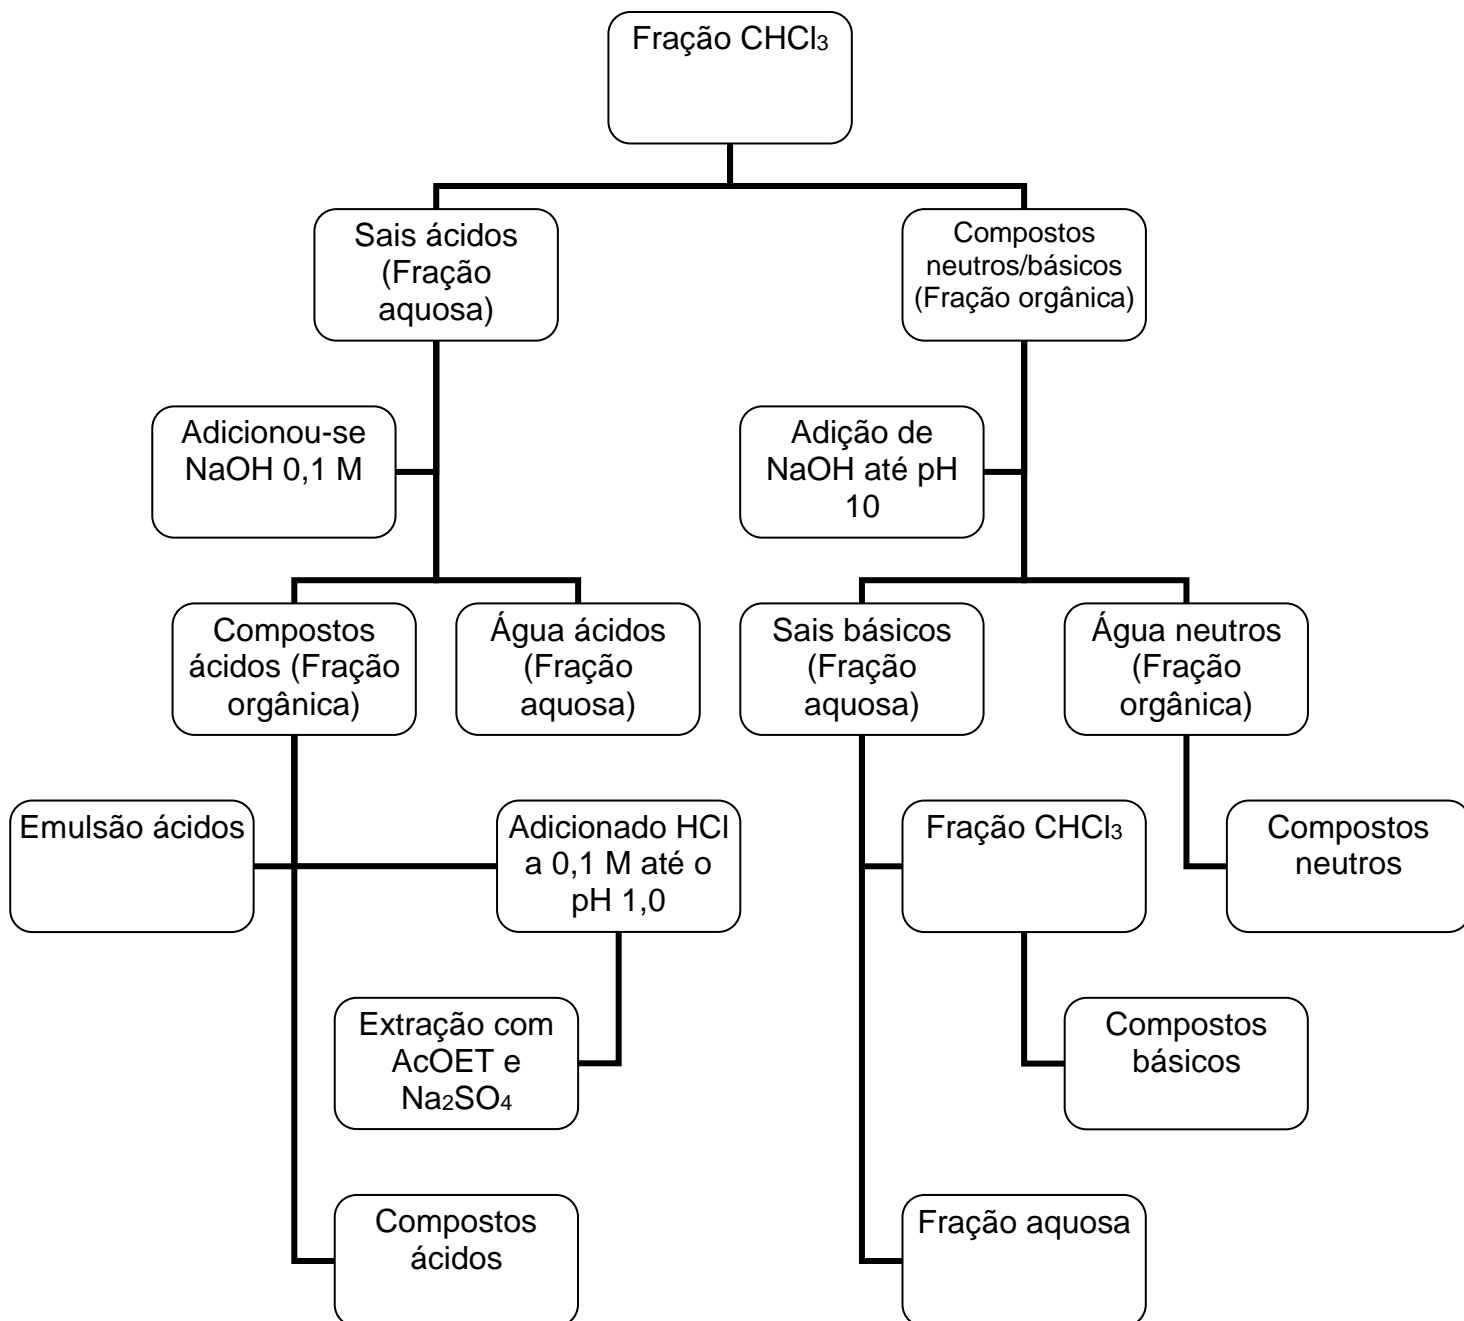 Fração CHCl₃
Sais ácidos
(Fração
aquosa)
Compostos
neutros/básicos
(Fração orgânica)
Adicionou-se
NaOH 0,1 M
Adição de
NaOH até pH
10
Compostos
ácidos (Fração
orgânica)
Água ácidos
(Fração
aquosa)
Sais básicos
(Fração
aquosa)
Água neutros
(Fração
orgânica)
Emulsão ácidos
Adicionado HCl
a 0,1 M até o
pH 1,0
Fração CHCl₃
Compostos
neutros
Extração com
AcOET e
Na₂SO₄
Compostos
básicos
Compostos
ácidos
Fração aquosa